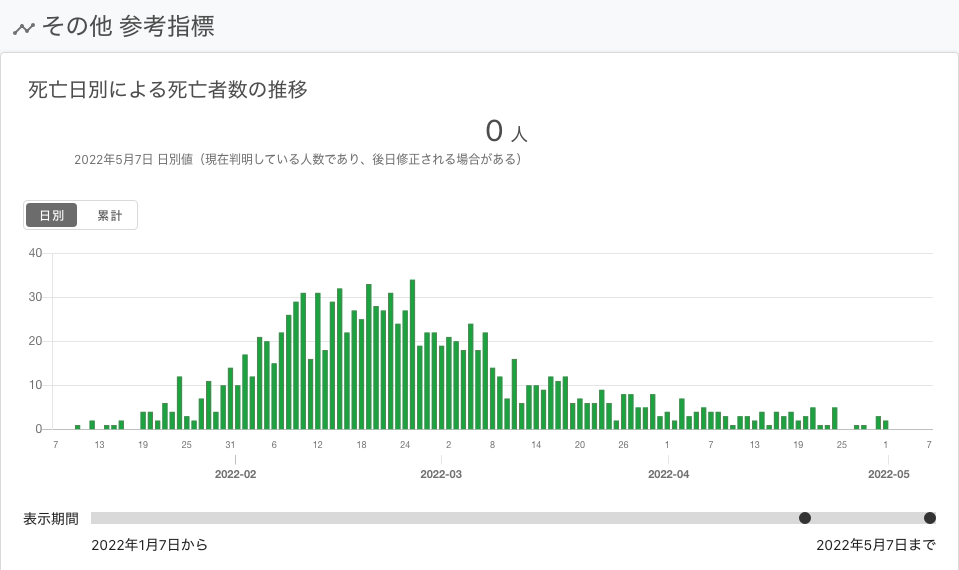 その他 参考指標
死亡日別による死亡者数の推移
0 人
2022年5月7日 日別値（現在判明している人数であり、後日修正される場合がある）
日別 累計
40
30
20
10
0
7 13 19 25 31 6 12 18 24 2 8 14 20 26 1 7 13 19 25 1 7
2022-02 2022-03 2022-04 2022-05
表示期間
2022年1月7日から 2022年5月7日まで